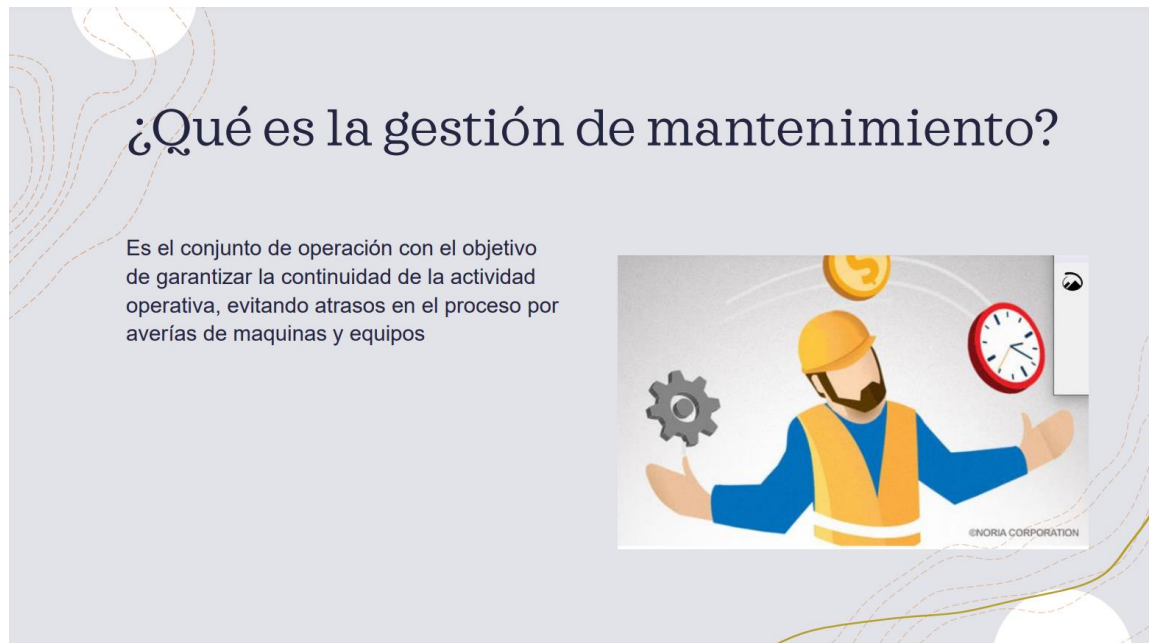 ¿Qué es la gestión de mantenimiento?
Es el conjunto de operación con el objetivo
de garantizar la continuidad de la actividad
operativa, evitando atrasos en el proceso por
averías de maquinas y equipos
$
©NORIA CORPORATION